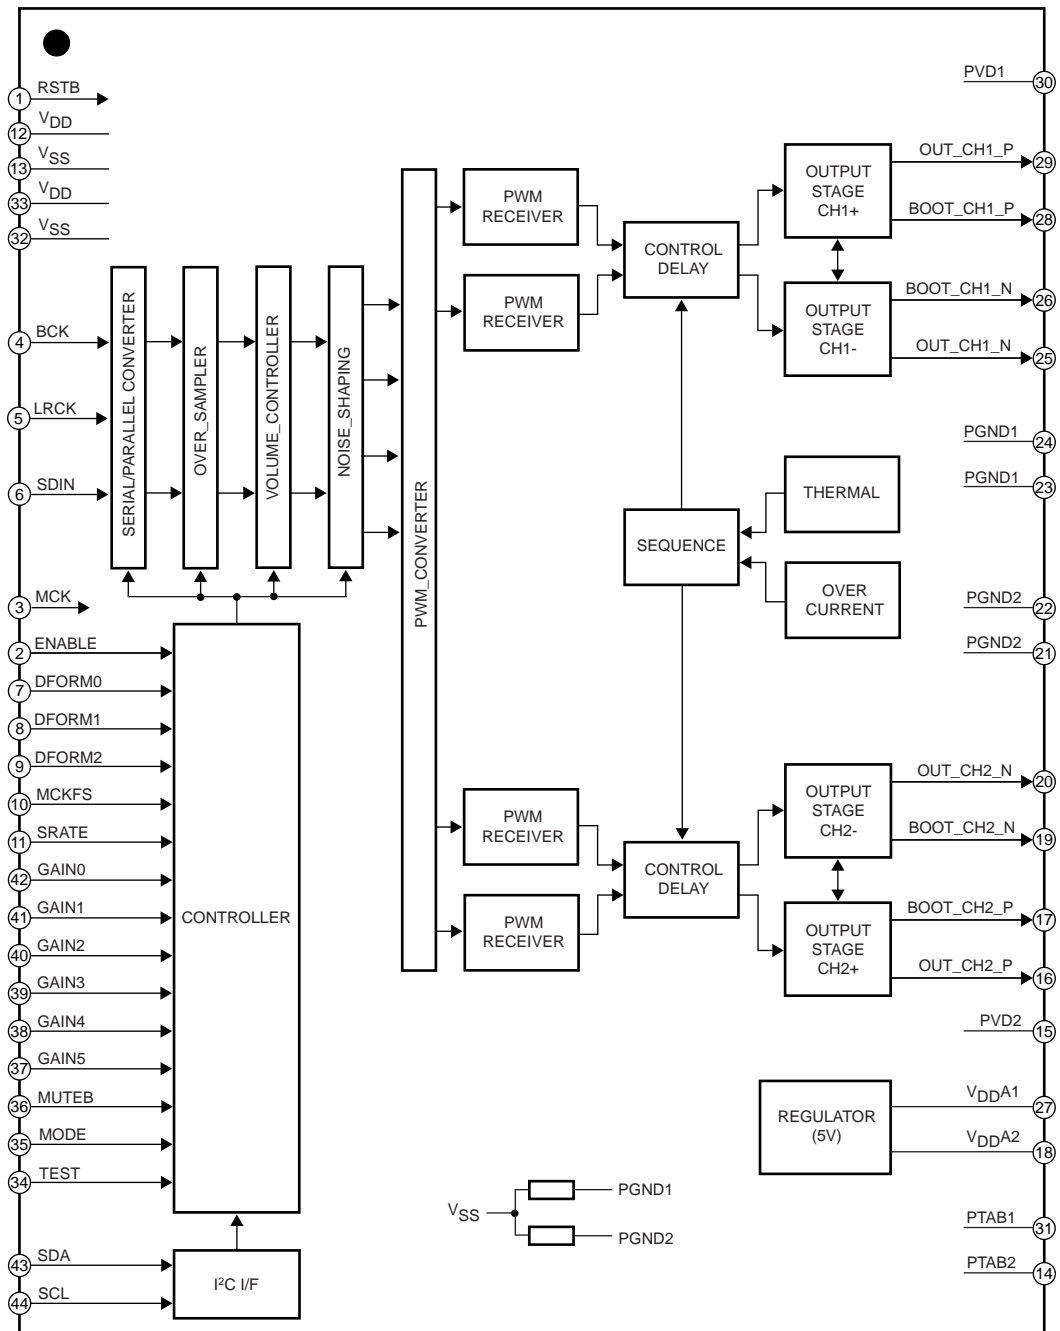 1 RSTB
12 VDD
13 VSS
33 VDD
32 VSS
4 BCK
5 LRCK
6 SDIN
3 MCK
2 ENABLE
7 DFORM0
8 DFORM1
9 DFORM2
10 MCKFS
11 SRATE
42 GAIN0
41 GAIN1
40 GAIN2
39 GAIN3
38 GAIN4
37 GAIN5
36 MUTEB
35 MODE
34 TEST
43 SDA
44 SCL
SERIAL/PARALLEL CONVERTER
OVER_SAMPLER
VOLUME_CONTROLLER
NOISE_SHAPING
PWM_CONVERTER
CONTROLLER
I²C I/F
PWM
RECEIVER
PWM
RECEIVER
PWM
RECEIVER
PWM
RECEIVER
CONTROL
DELAY
SEQUENCE
CONTROL
DELAY
OUTPUT
STAGE
CH1+
OUTPUT
STAGE
CH1-
THERMAL
OVER
CURRENT
OUTPUT
STAGE
CH2-
OUTPUT
STAGE
CH2+
REGULATOR
(5V)
VSS
PGND1
PGND2
PVD1 30
OUT_CH1_P 29
BOOT_CH1_P 28
BOOT_CH1_N 26
OUT_CH1_N 25
PGND1 24
PGND1 23
PGND2 22
PGND2 21
OUT_CH2_N 20
BOOT_CH2_N 19
BOOT_CH2_P 17
OUT_CH2_P 16
PVD2 15
VDDA1 27
VDDA2 18
PTAB1 31
PTAB2 14